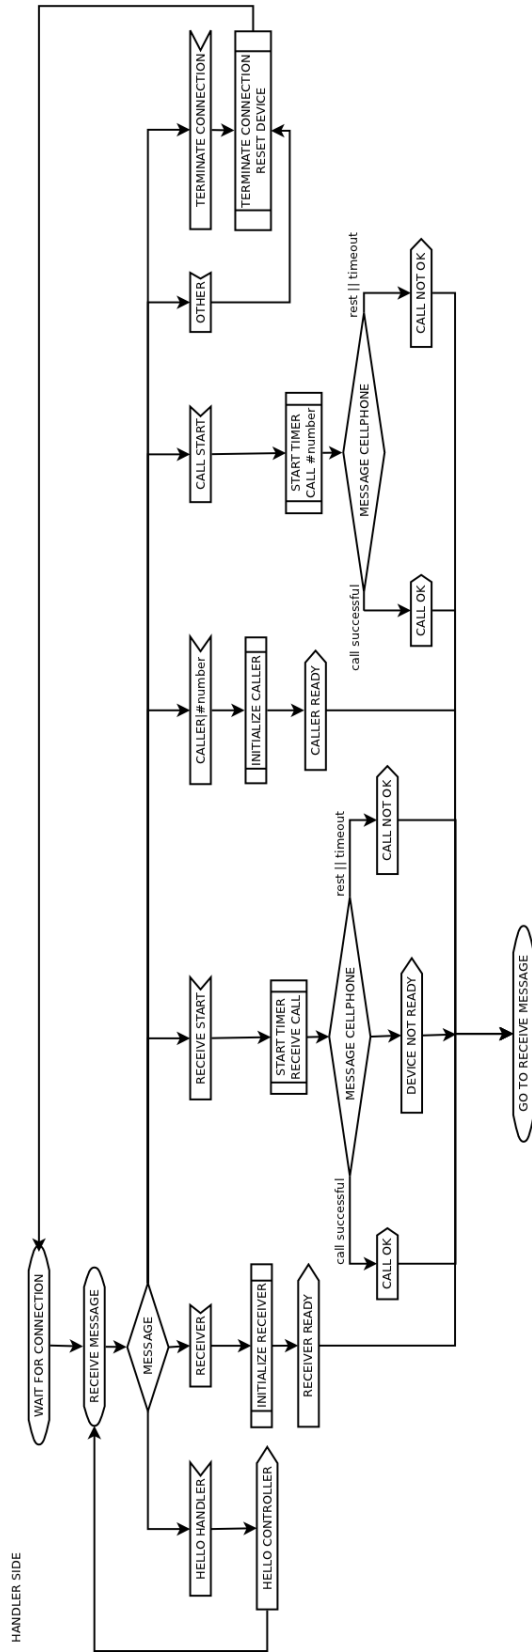 HANDLER SIDE
WAIT FOR CONNECTION
RECEIVE MESSAGE
MESSAGE
HELLO HANDLER
HELLO CONTROLLER
RECEIVER
INITIALIZE RECEIVER
RECEIVER READY
RECEIVE START
START TIMER
RECEIVE CALL
MESSAGE CELLPHONE
call successful
rest || timeout
CALL OK
DEVICE NOT READY
CALL NOT OK
CALLER|#number
INITIALIZE CALLER
CALLER READY
CALL START
START TIMER
CALL #number
MESSAGE CELLPHONE
call successful
rest || timeout
CALL OK
CALL NOT OK
OTHER
TERMINATE CONNECTION
TERMINATE CONNECTION
RESET DEVICE
GO TO RECEIVE MESSAGE